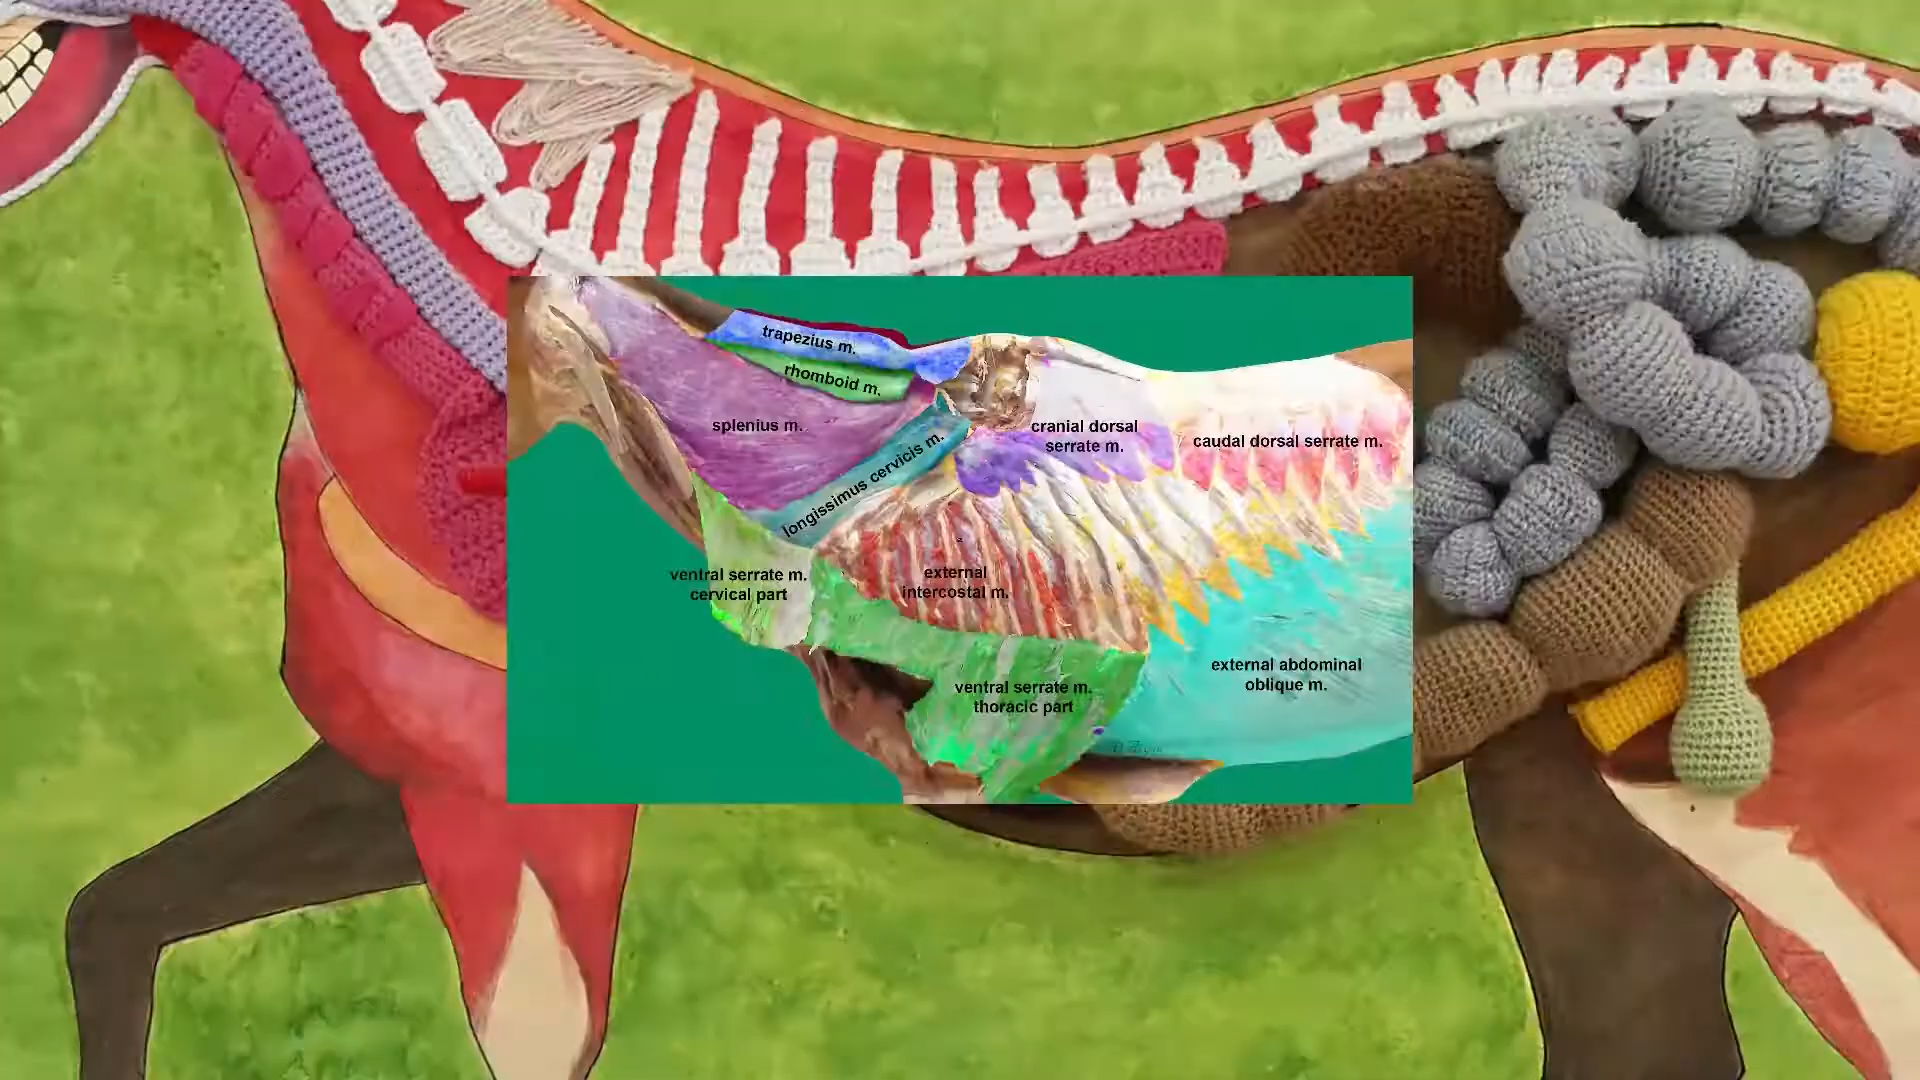 trapezius m.
rhomboid m.
splenius m.
longissimus cervicis m.
cranial dorsal
serrate m.
caudal dorsal serrate m.
ventral serrate m.
cervical part
external
intercostal m.
ventral serrate m.
thoracic part
external abdominal
oblique m.